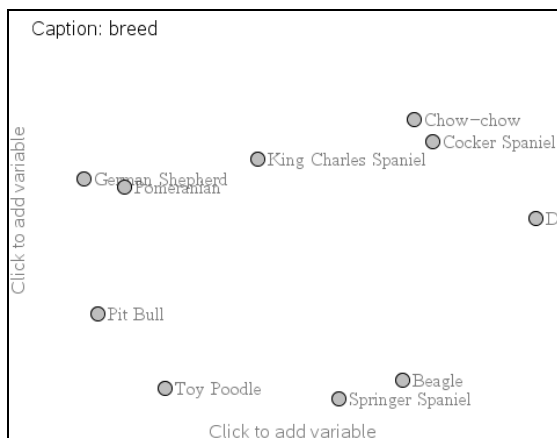 Caption: breed
Chow-chow
Cocker Spaniel
King Charles Spaniel
German Shepherd
Pomeranian
D
Click to add variable
Pit Bull
Beagle
Toy Poodle
Springer Spaniel
Click to add variable